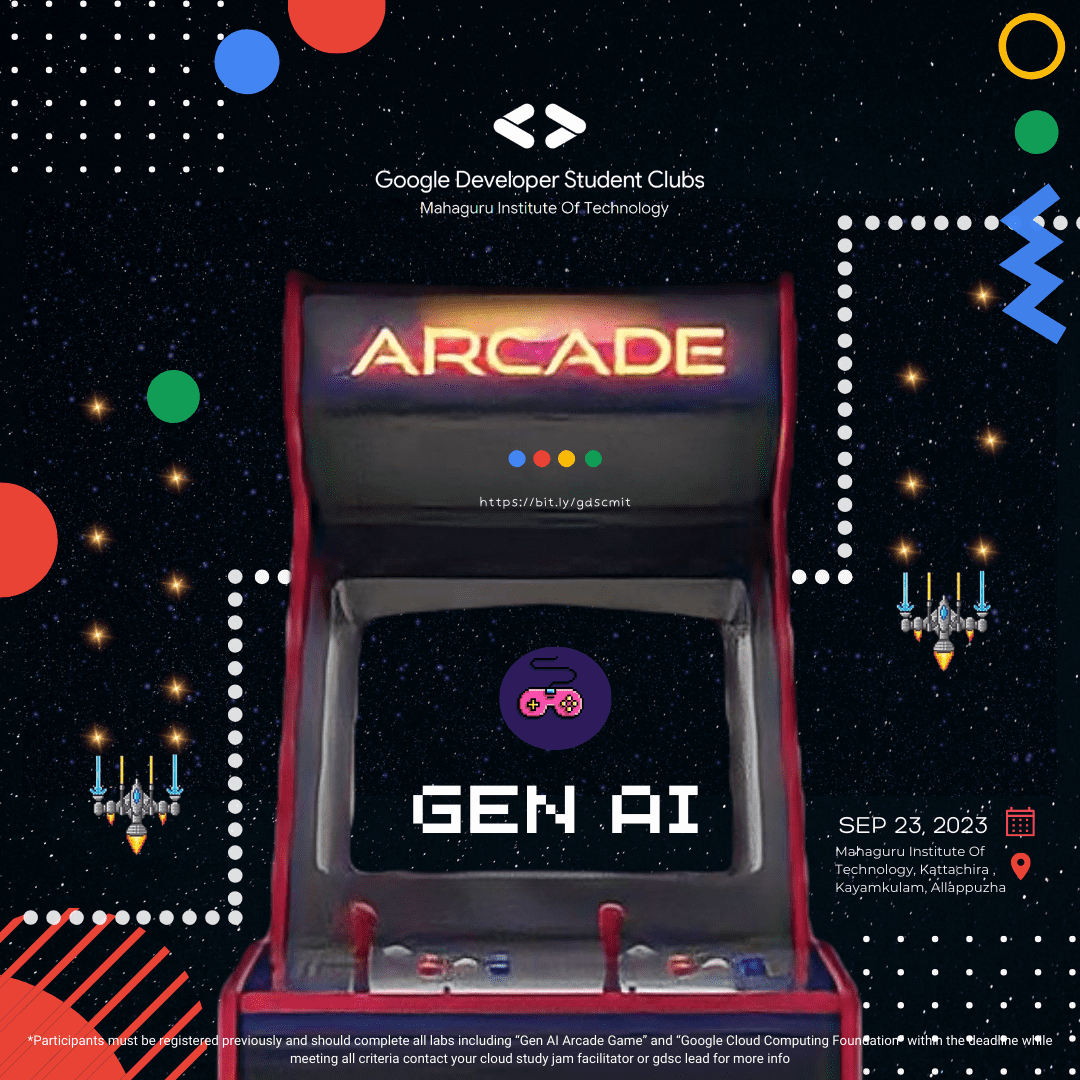 Google Developer Student Clubs
Mahaguru Institute Of Technology
ARCADE
https://bit.ly/gdscmit
GEN AI
SEP 23, 2023
Mahaguru Institute Of
Technology, Kattachira ,
Kayamkulam, Allappuzha
*Participants must be registered previously and should complete all labs including “Gen AI Arcade Game” and “Google Cloud Computing Foundation” within the deadline while
meeting all criteria contact your cloud study jam facilitator or gdsc lead for more info